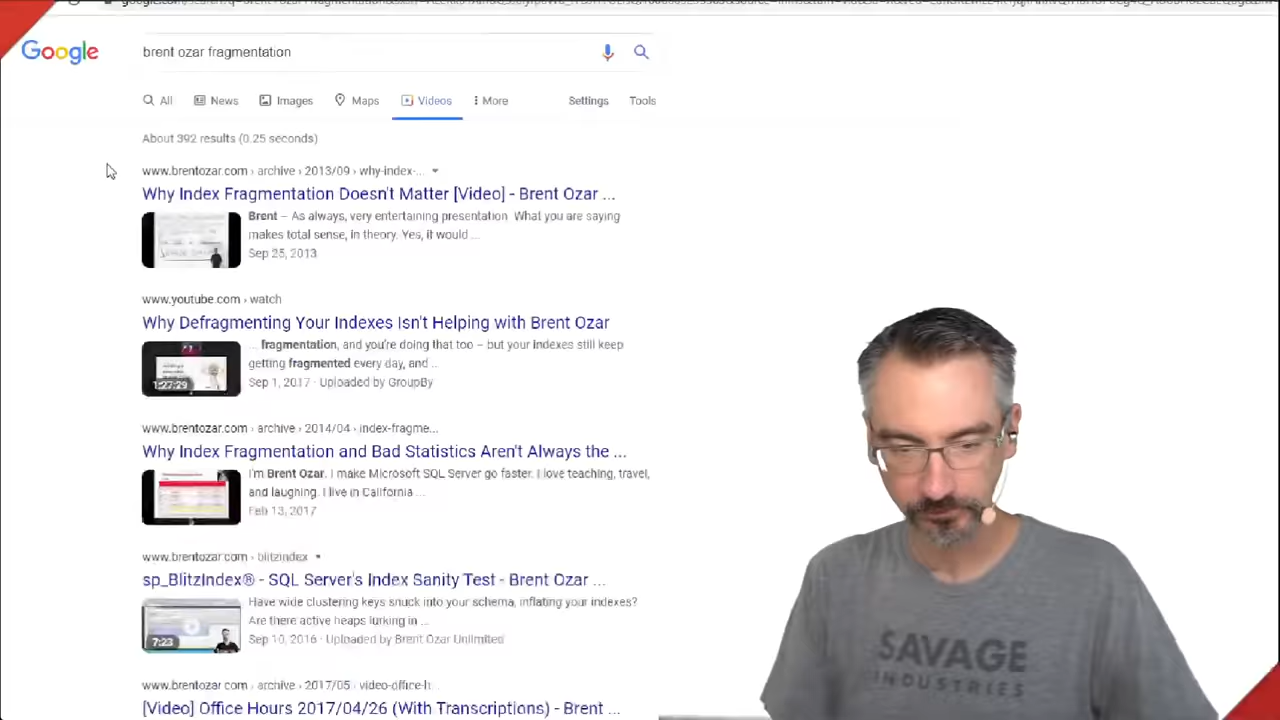 Google
brent ozar fragmentation
All News Images Maps Videos More Settings Tools
About 392 results (0.25 seconds)
www.brentozar.com › archive › 2013/09 › why-index-...
Why Index Fragmentation Doesn't Matter [Video] - Brent Ozar ...
Brent – As always, very entertaining presentation What you are saying
makes total sense, in theory. Yes, it would ...
Sep 25, 2013
www.youtube.com › watch
Why Defragmenting Your Indexes Isn't Helping with Brent Ozar
... fragmentation, and you're doing that too – but your indexes still keep
getting fragmented every day, and ...
1:27:29
Sep 1, 2017 · Uploaded by GroupBy
www.brentozar.com › archive › 2014/04 › index-fragme...
Why Index Fragmentation and Bad Statistics Aren't Always the ...
I'm Brent Ozar. I make Microsoft SQL Server go faster. I love teaching, travel,
and laughing. I live in California ...
Feb 13, 2017
www.brentozar.com › blitzindex
sp_BlitzIndex® - SQL Server's Index Sanity Test - Brent Ozar ...
Have wide clustering keys snuck into your schema, inflating your indexes?
Are there active heaps lurking in ...
7:23
Sep 10, 2016 · Uploaded by Brent Ozar Unlimited
www.brentozar.com › archive › 2017/05 › video-office-h...
[Video] Office Hours 2017/04/26 (With Transcriptions) - Brent ...
SAVAGE
INDUSTRIES